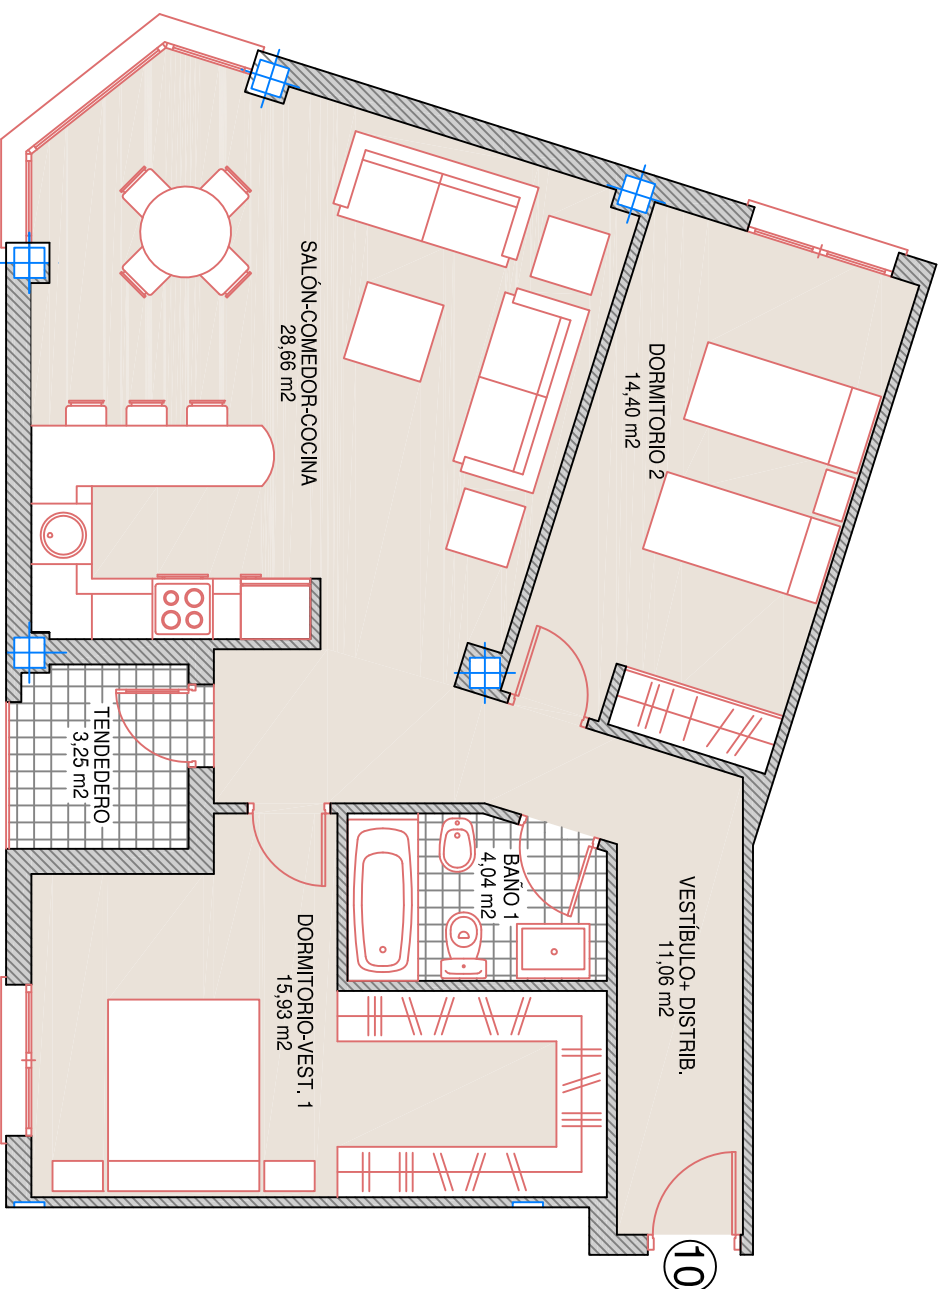 SALÓN-COMEDOR-COCINA
28,66 m2
DORMITORIO 2
14,40 m2
TENDEDERO
3,25 m2
BAÑO 1
4,04 m2
VESTÍBULO+ DISTRIB.
11,06 m2
DORMITORIO-VEST. 1
15,93 m2
10